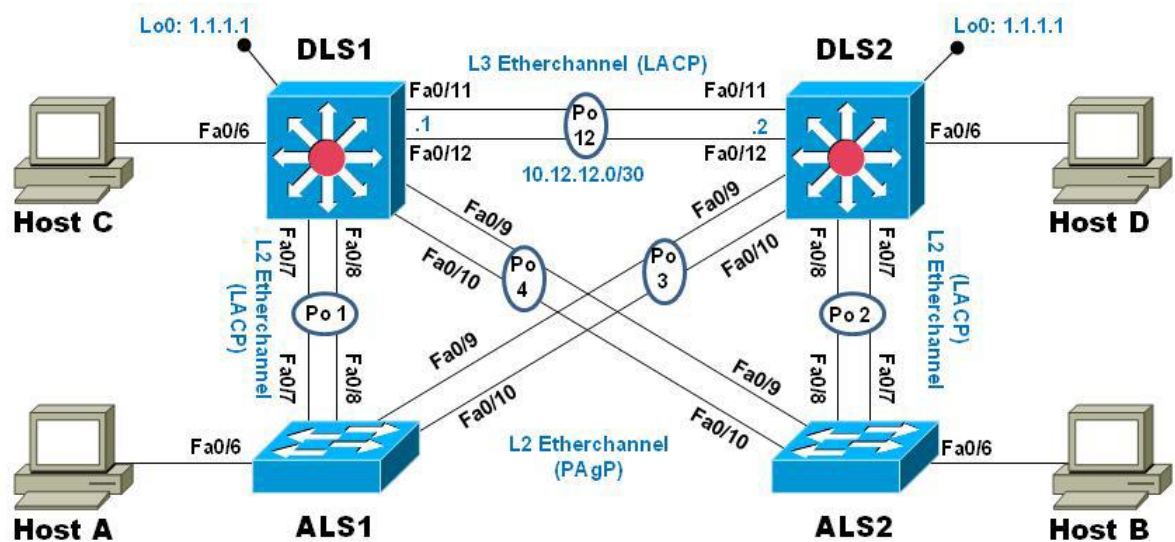 Lo0: 1.1.1.1
Lo0: 1.1.1.1
DLS1
DLS2
L3 Etherchannel (LACP)
Fa0/11
Fa0/11
Po
12
.1
.2
Fa0/6
Fa0/6
Fa0/12
Fa0/12
10.12.12.0/30
Host C
Host D
Fa0/9
Fa0/9
Fa0/10
Fa0/10
Po
4
Po
3
Fa0/7
Fa0/8
Fa0/8
Fa0/7
L2 Etherchannel
(LACP)
(LACP)
L2 Etherchannel
Po 1
Po 2
Fa0/7
Fa0/8
Fa0/9
Fa0/10
Fa0/9
Fa0/10
Fa0/8
Fa0/7
L2 Etherchannel
(PAgP)
Fa0/6
Fa0/6
Host A
ALS1
ALS2
Host B